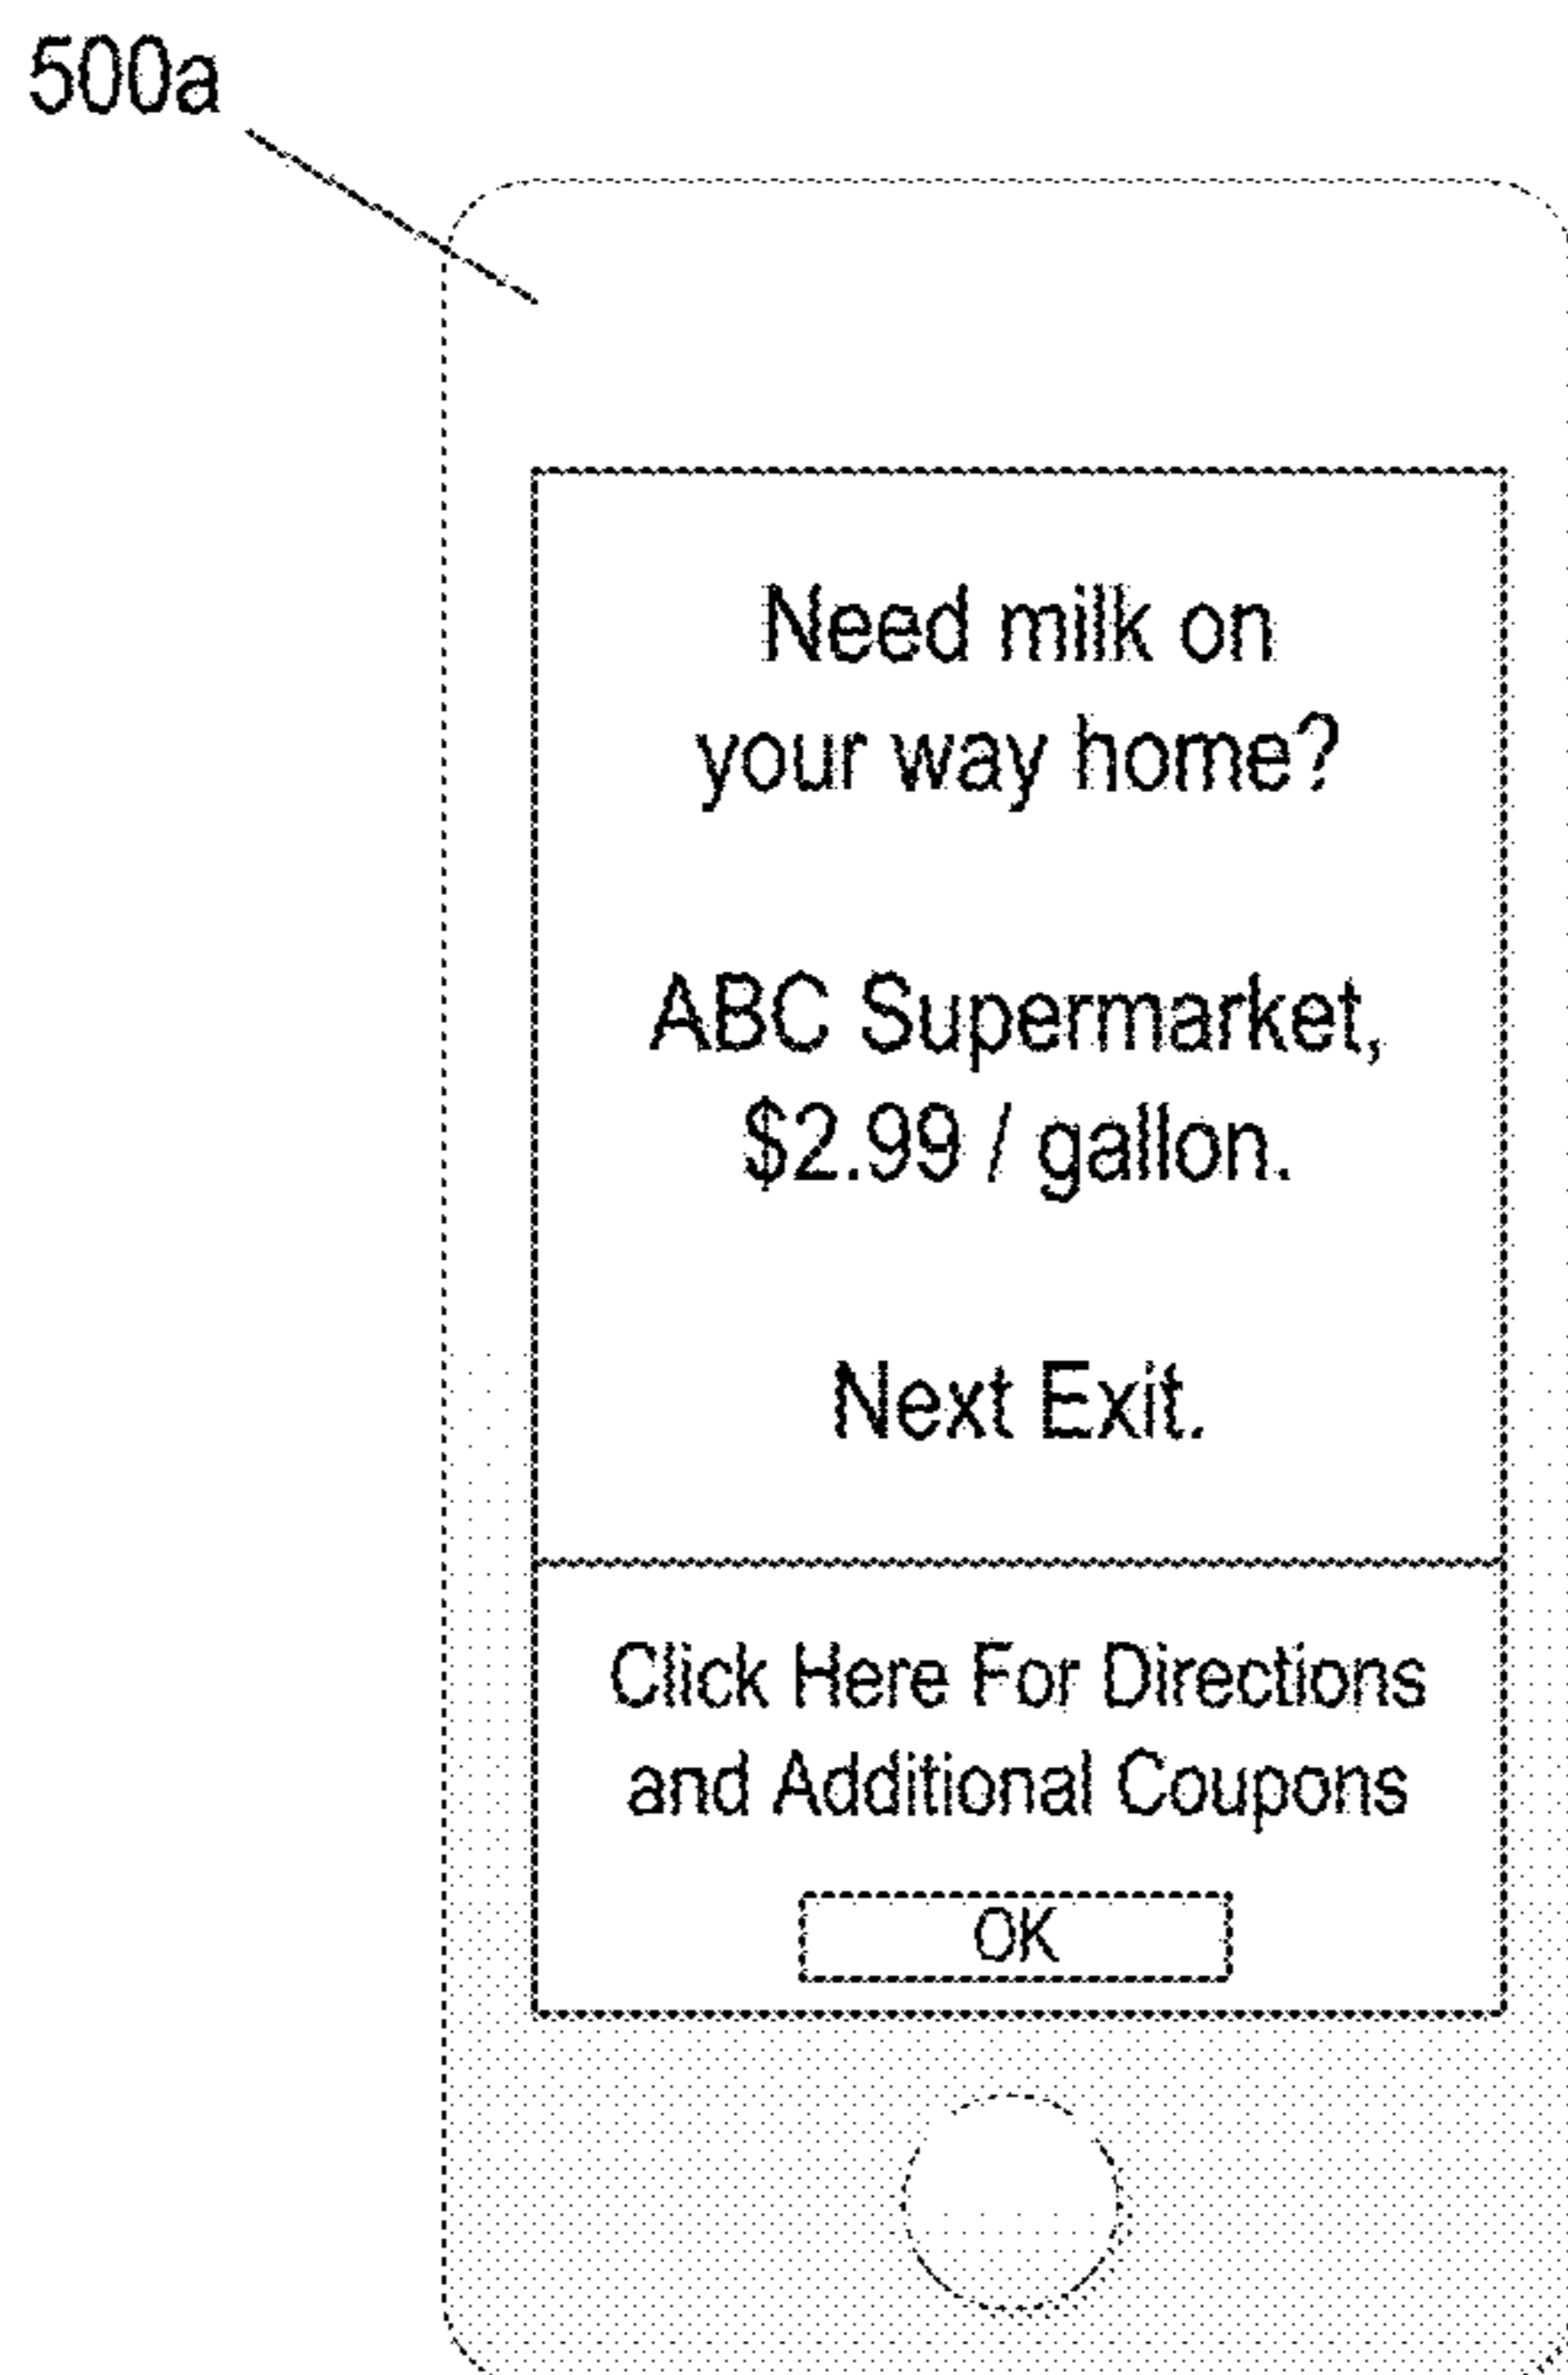 500a
Need milk on
your way home?
ABC Supermarket,
$2.99 / gallon.
Next Exit.
Click Here For Directions
and Additional Coupons
OK